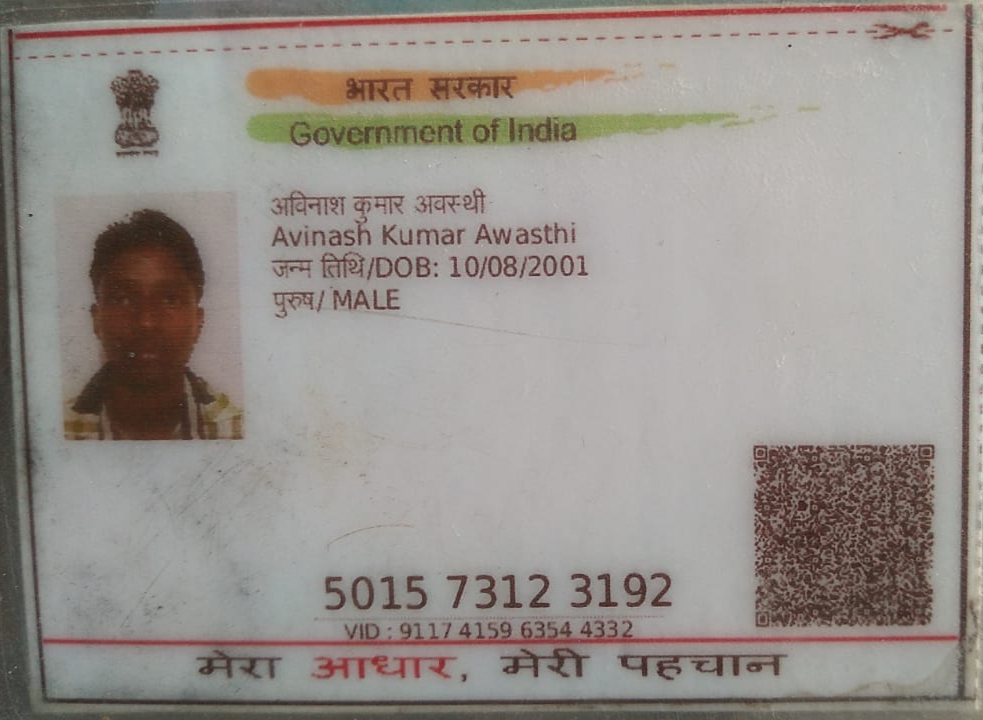 भारत सरकार
Government of India
अविनाश कुमार अवस्थी
Avinash Kumar Awasthi
जन्म तिथि/DOB: 10/08/2001
पुरुष/ MALE
5015 7312 3192
VID : 9117 4159 6354 4332
मेरा आधार, मेरी पहचान